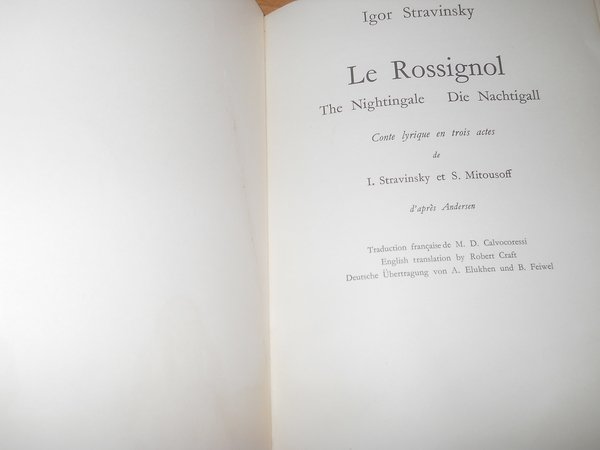 Igor Stravinsky
Le Rossignol
The Nightingale Die Nachtigall
Conte lyrique en trois actes
de
I. Stravinsky et S. Mitousoff
d'après Andersen
Traduction française de M. D. Calvocoressi
English translation by Robert Craft
Deutsche Übertragung von A. Elukhen und B. Feiwel